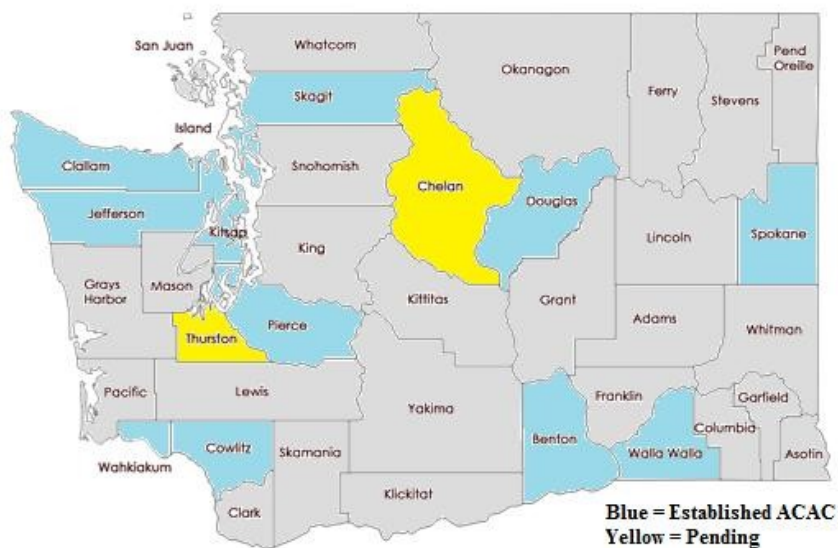 San Juan
Whatcom
Okanagon
Pend
Oreille
Ferry
Stevens
Skagit
Island
Clallam
Snohomish
Chelan
Douglas
Jefferson
Kitsap
Spokane
Lincoln
King
Mason
Grays
Harbor
Kittitas
Grant
Adams
Whitman
Thurston
Pierce
Pacific
Lewis
Yakima
Franklin
Garfield
Columbia
Benton
Walla Walla
Asotin
Wahkiakum
Cowlitz
Skamania
Klickitat
Clark
Blue = Established ACAC
Yellow = Pending